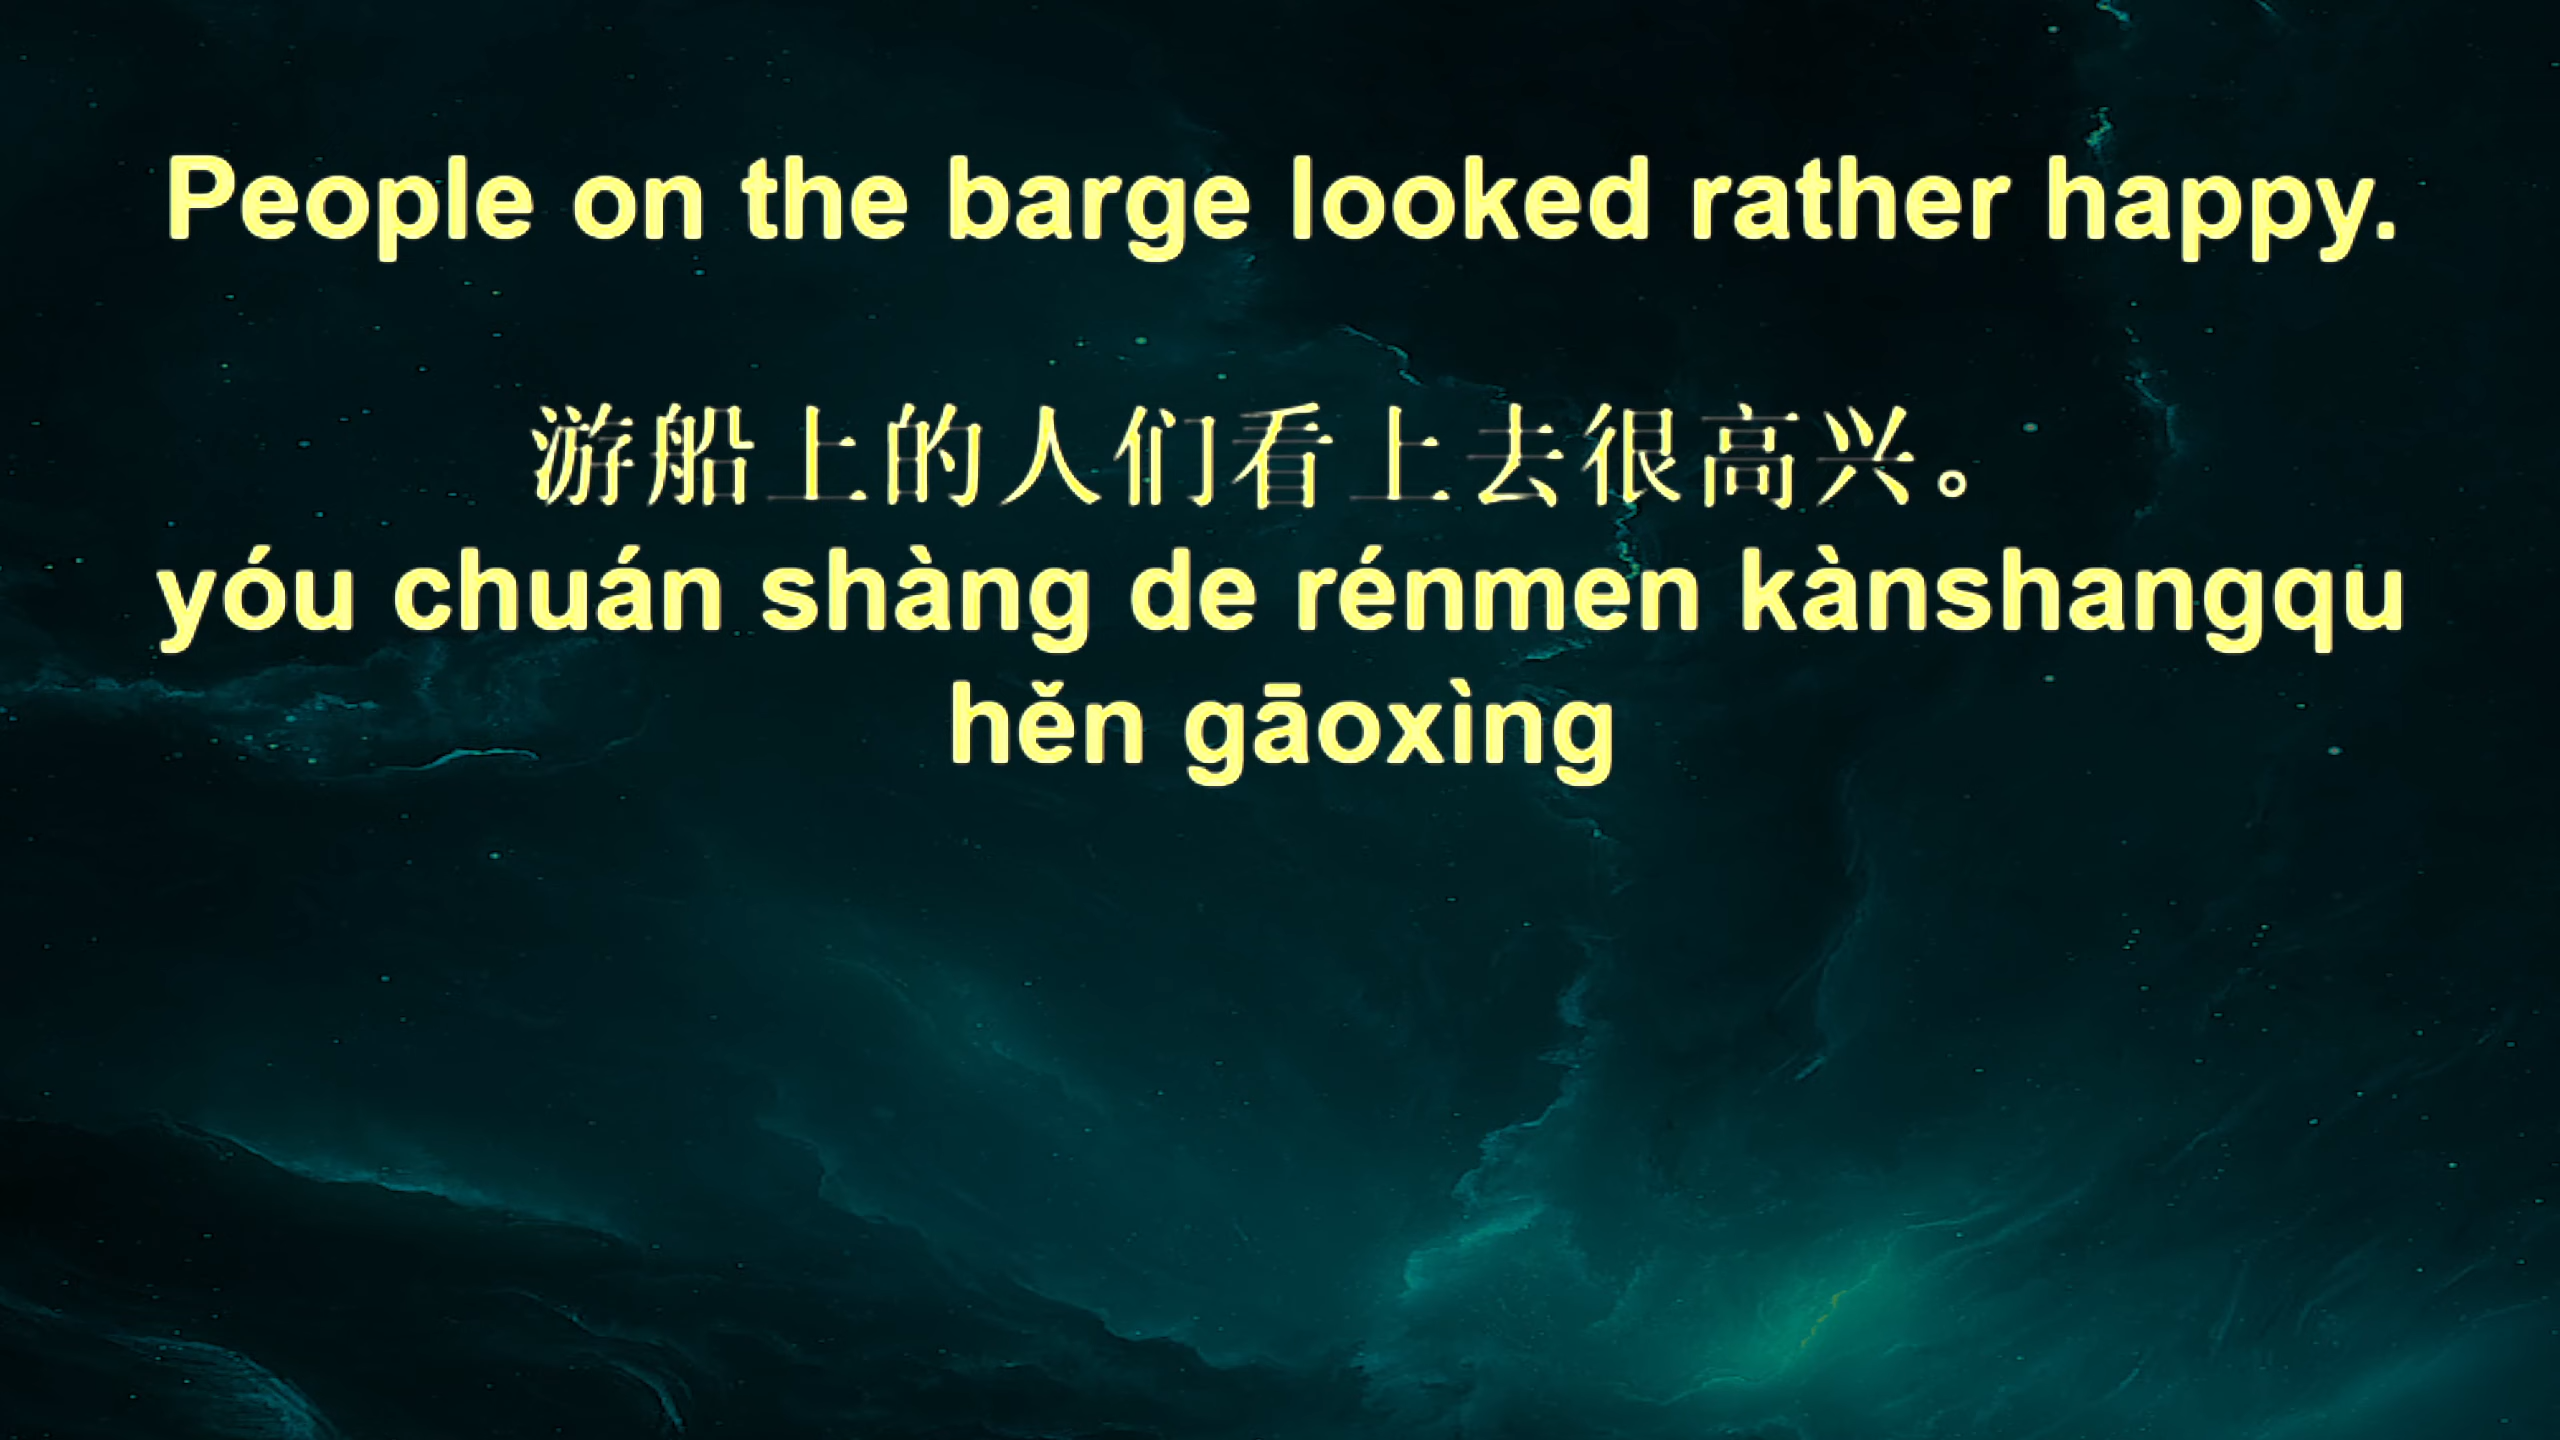 People on the barge looked rather happy.
游船上的人们看上去很高兴。
yóu chuán shàng de rénmen kànshangqu
hěn gāoxìng